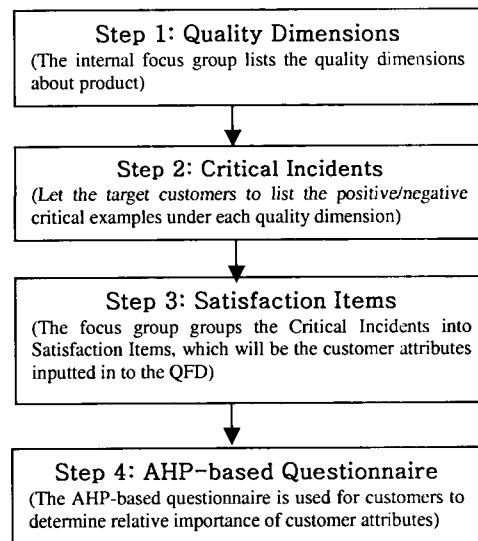 Step 1: Quality Dimensions
(The internal focus group lists the quality dimensions
about product)
Step 2: Critical Incidents
(Let the target customers to list the positive/negative
critical examples under each quality dimension)
Step 3: Satisfaction Items
(The focus group groups the Critical Incidents into
Satisfaction Items, which will be the customer attributes
inputted in to the QFD)
Step 4: AHP-based Questionnaire
(The AHP-based questionnaire is used for customers to
determine relative importance of customer attributes)